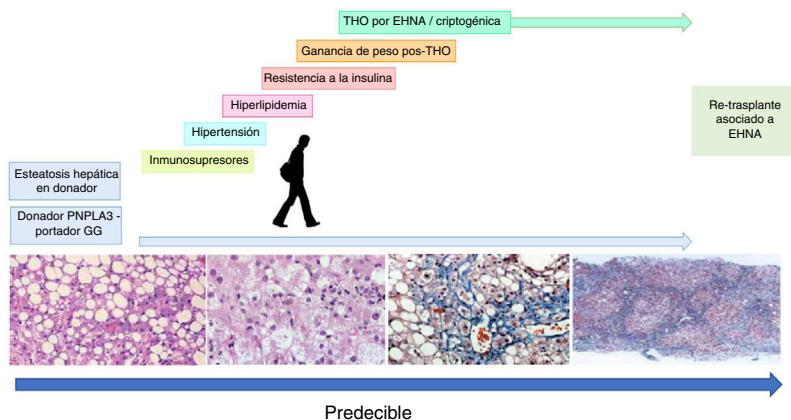 THO por EHNA / criptogénica
Ganancia de peso pos-THO
Resistencia a la insulina
Hiperlipidemia
Hipertensión
Inmunosupresores
Re-trasplante
asociado a
EHNA
Esteatosis hepática
en donador
Donador PNPLA3 -
portador GG
Predecible